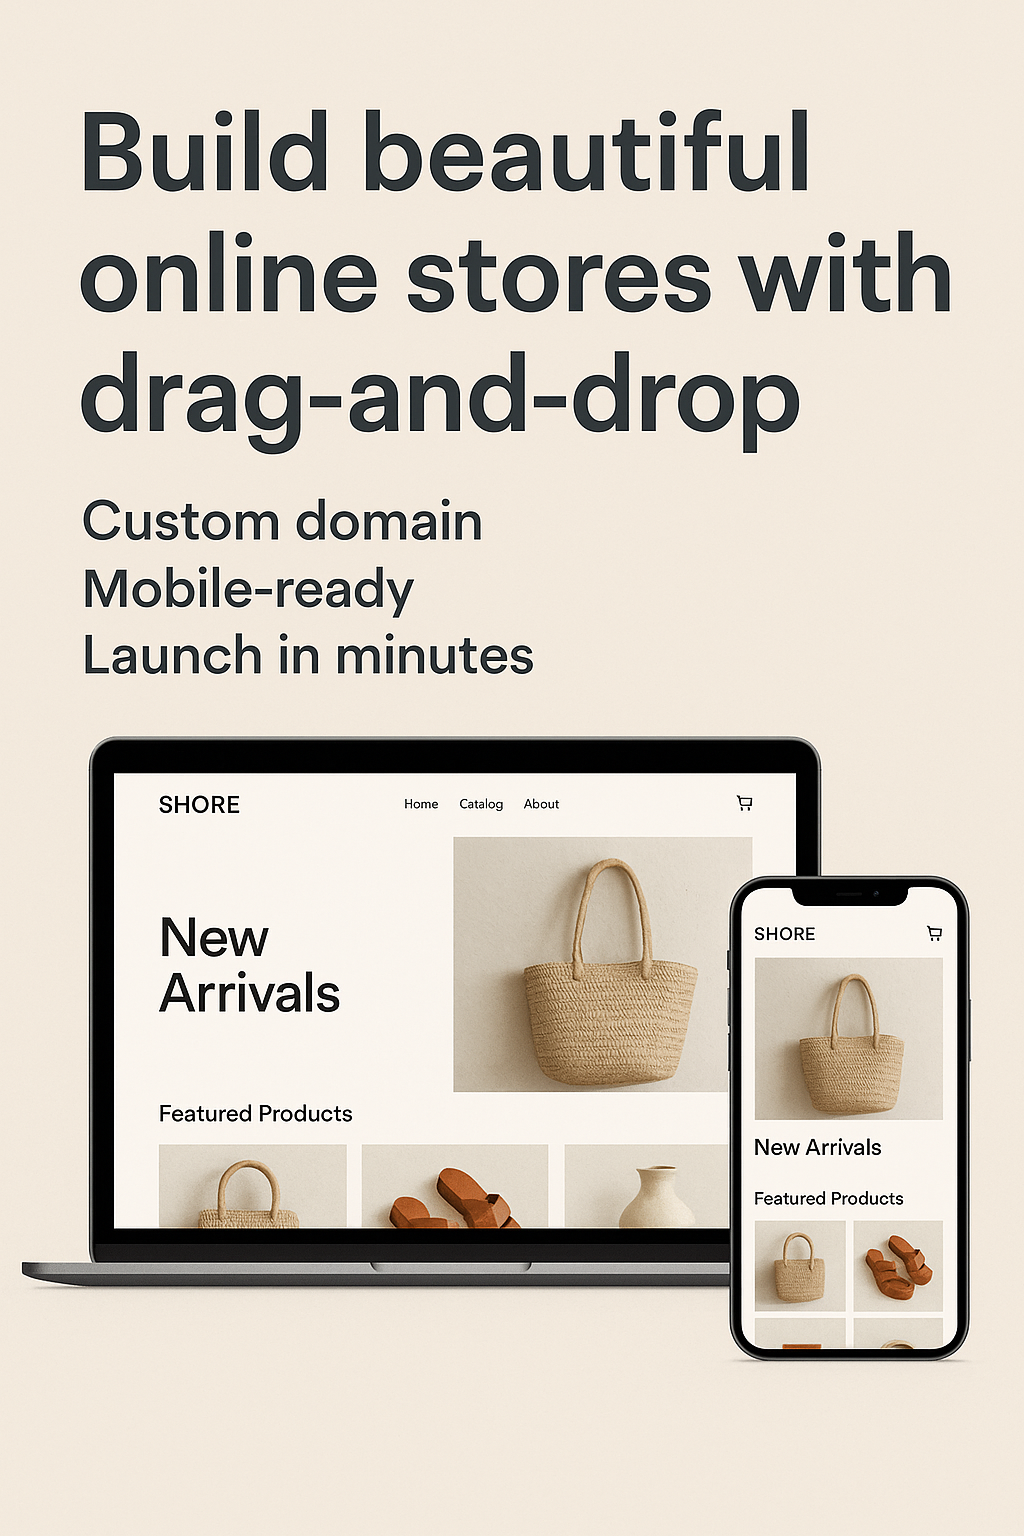 Build beautiful
online stores with
drag-and-drop
Custom domain
Mobile-ready
Launch in minutes
SHORE
Home Catalog About
New
Arrivals
Featured Products
SHORE
New Arrivals
Featured Products